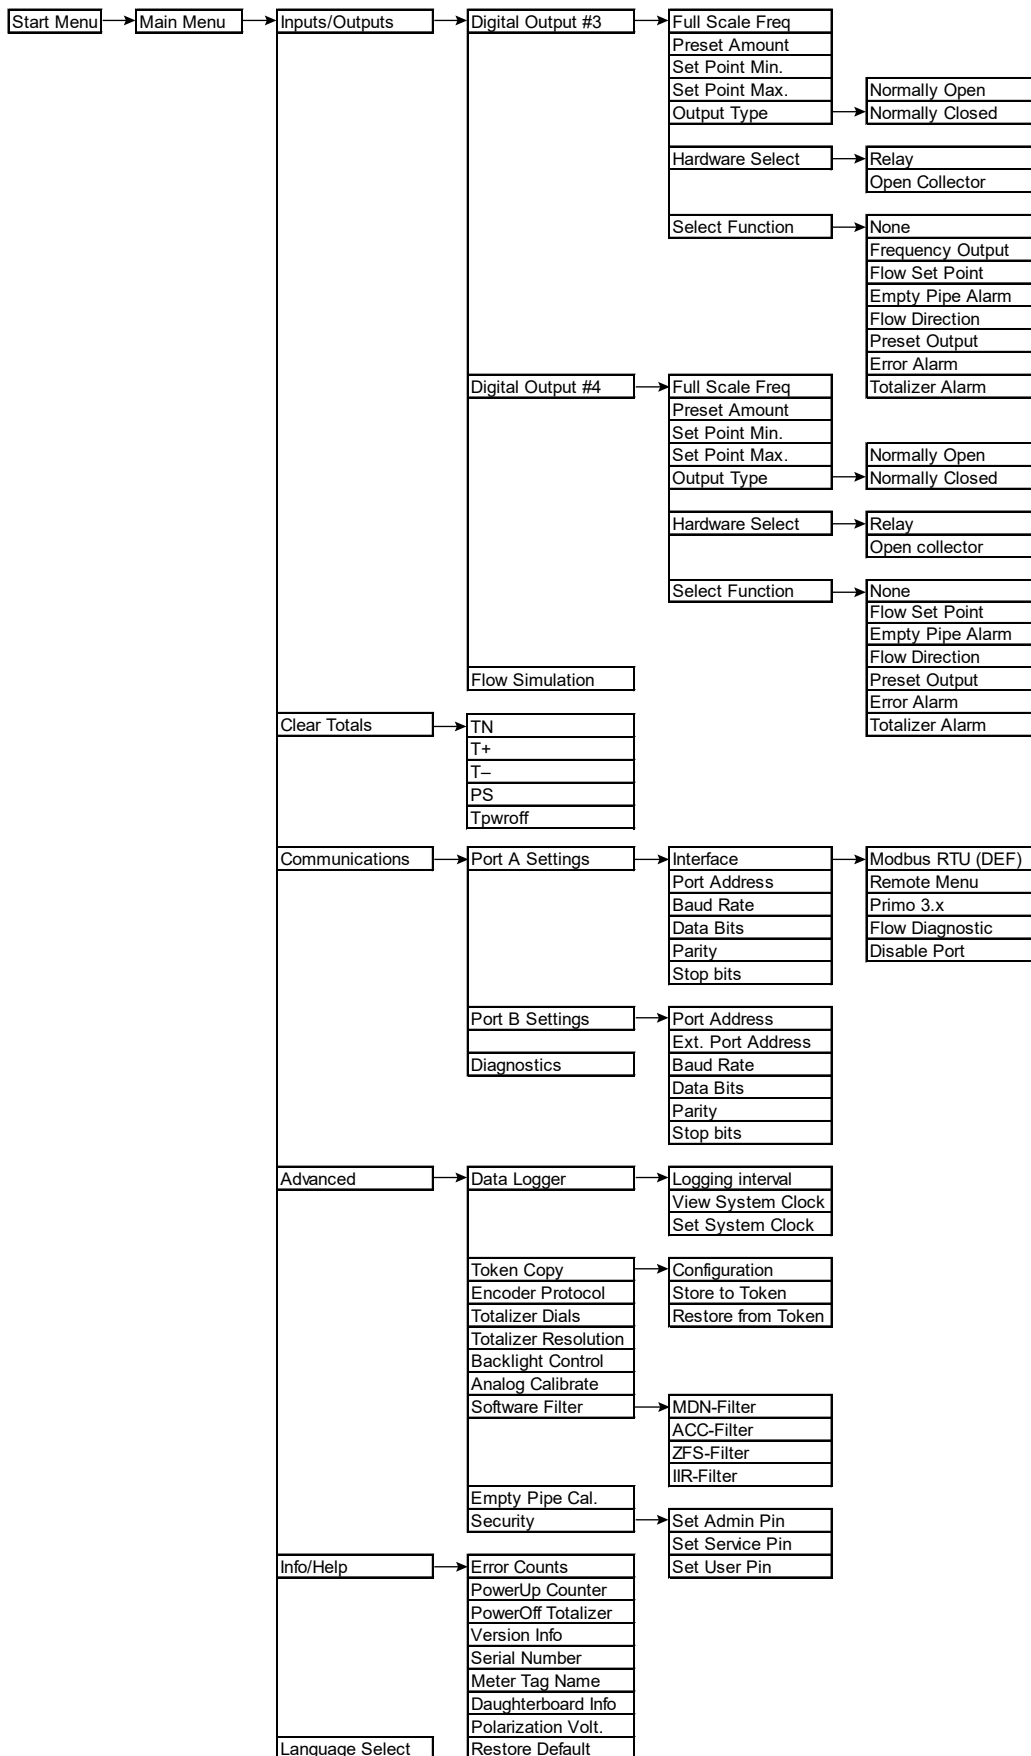 Start Menu
Main Menu
Inputs/Outputs
Digital Output #3
Full Scale Freq
Preset Amount
Set Point Min.
Set Point Max.
Output Type
Normally Open
Normally Closed
Hardware Select
Relay
Open Collector
Select Function
None
Frequency Output
Flow Set Point
Empty Pipe Alarm
Flow Direction
Preset Output
Error Alarm
Totalizer Alarm
Digital Output #4
Full Scale Freq
Preset Amount
Set Point Min.
Set Point Max.
Output Type
Normally Open
Normally Closed
Hardware Select
Relay
Open collector
Select Function
None
Flow Set Point
Empty Pipe Alarm
Flow Direction
Preset Output
Error Alarm
Totalizer Alarm
Flow Simulation
Clear Totals
TN
T+
T–
PS
Tpwroff
Communications
Port A Settings
Interface
Port Address
Baud Rate
Data Bits
Parity
Stop bits
Modbus RTU (DEF)
Remote Menu
Primo 3.x
Flow Diagnostic
Disable Port
Port B Settings
Port Address
Ext. Port Address
Baud Rate
Data Bits
Parity
Stop bits
Diagnostics
Advanced
Data Logger
Logging interval
View System Clock
Set System Clock
Token Copy
Configuration
Store to Token
Restore from Token
Encoder Protocol
Totalizer Dials
Totalizer Resolution
Backlight Control
Analog Calibrate
Software Filter
MDN-Filter
ACC-Filter
ZFS-Filter
IIR-Filter
Empty Pipe Cal.
Security
Set Admin Pin
Set Service Pin
Set User Pin
Info/Help
Error Counts
PowerUp Counter
PowerOff Totalizer
Version Info
Serial Number
Meter Tag Name
Daughterboard Info
Polarization Volt.
Restore Default
Language Select